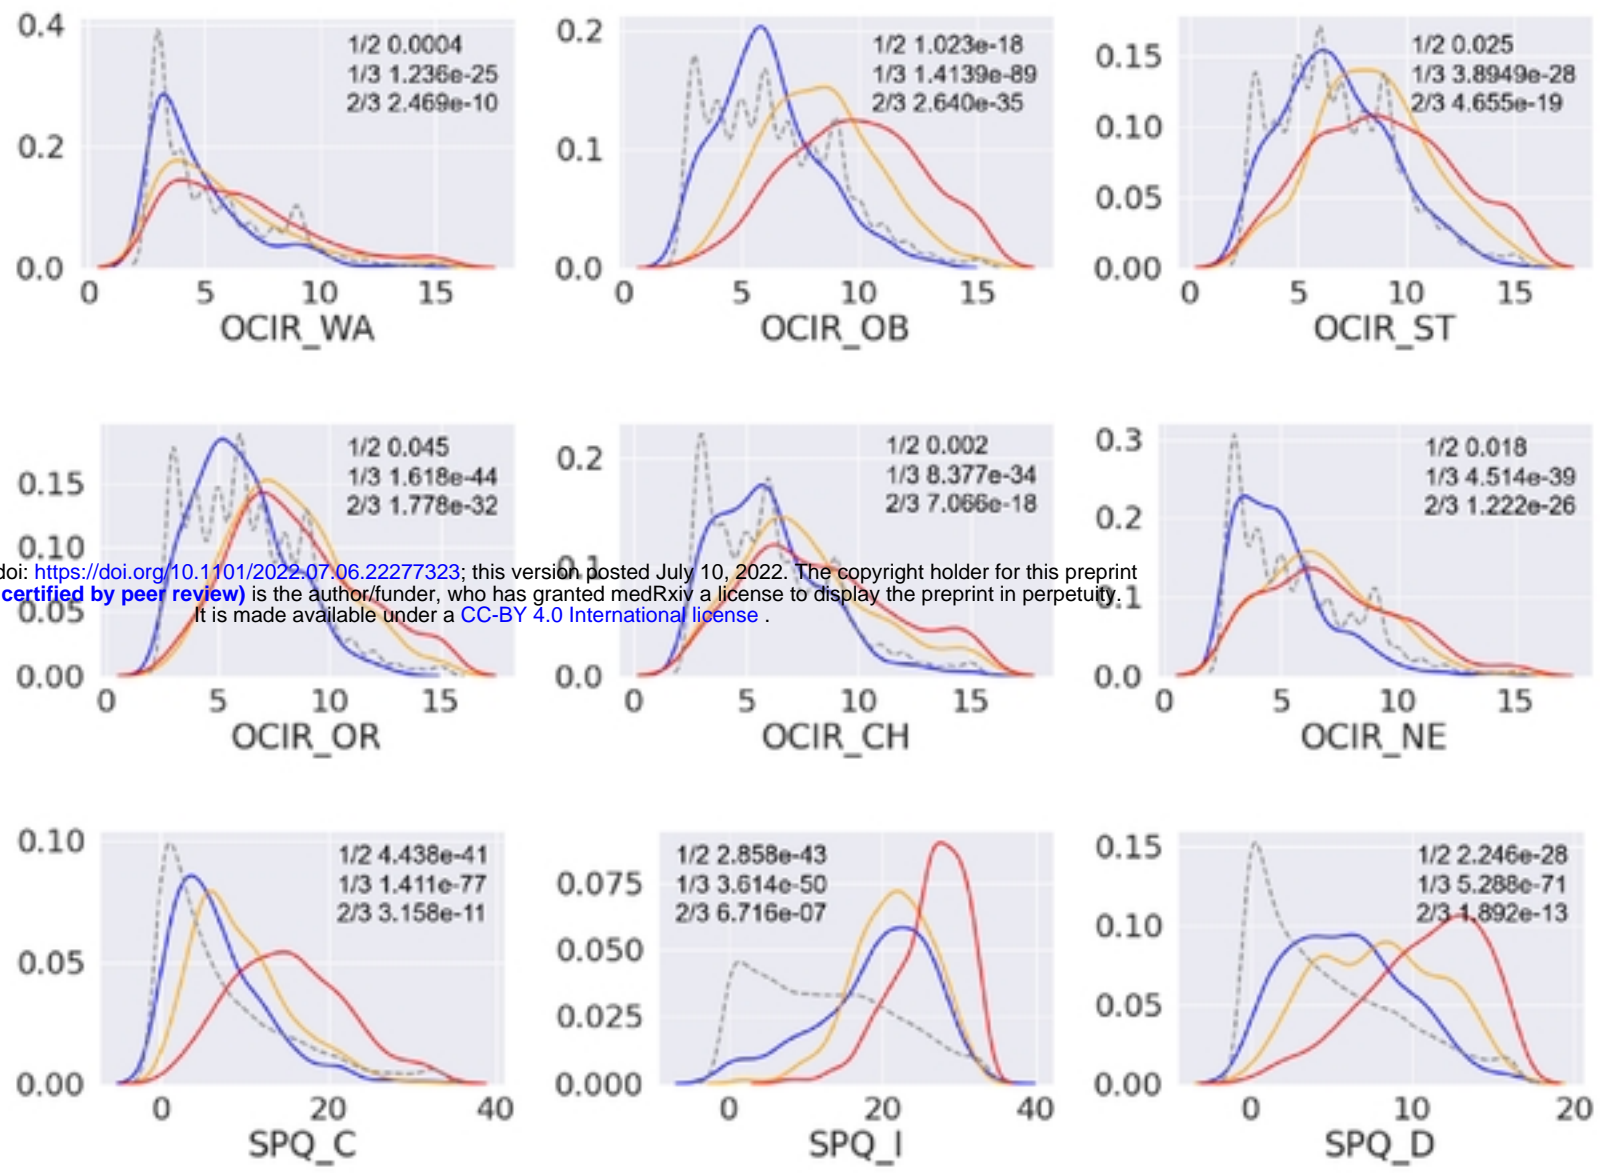 0.4
0.2
0.0
1/2 0.0004
1/3 1.236e-25
2/3 2.469e-10
0 5 10 15
OCIR_WA
0.2
0.1
0.0
1/2 1.023e-18
1/3 1.4139e-89
2/3 2.640e-35
0 5 10 15
OCIR_OB
0.15
0.10
0.05
0.00
1/2 0.025
1/3 3.8949e-28
2/3 4.655e-19
0 5 10 15
OCIR_ST
0.15
0.10
0.05
0.00
1/2 0.045
1/3 1.618e-44
2/3 1.778e-32
0 5 10 15
OCIR_OR
0.2
0.1
0.0
1/2 0.002
1/3 8.377e-34
2/3 7.066e-18
0 5 10 15
OCIR_CH
0.3
0.2
0.1
0.0
1/2 0.018
1/3 4.514e-39
2/3 1.222e-26
0 5 10 15
OCIR_NE
doi: https://doi.org/10.1101/2022.07.06.22277323; this version posted July 10, 2022. The copyright holder for this preprint
certified by peer review) is the author/funder, who has granted medRxiv a license to display the preprint in perpetuity.
It is made available under a CC-BY 4.0 International license .
0.10
0.05
0.00
1/2 4.438e-41
1/3 1.411e-77
2/3 3.158e-11
0 20 40
SPQ_C
0.075
0.050
0.025
0.000
1/2 2.858e-43
1/3 3.614e-50
2/3 6.716e-07
0 20 40
SPQ_I
0.15
0.10
0.05
0.00
1/2 2.246e-28
1/3 5.288e-71
2/3 1.892e-13
0 10 20
SPQ_D